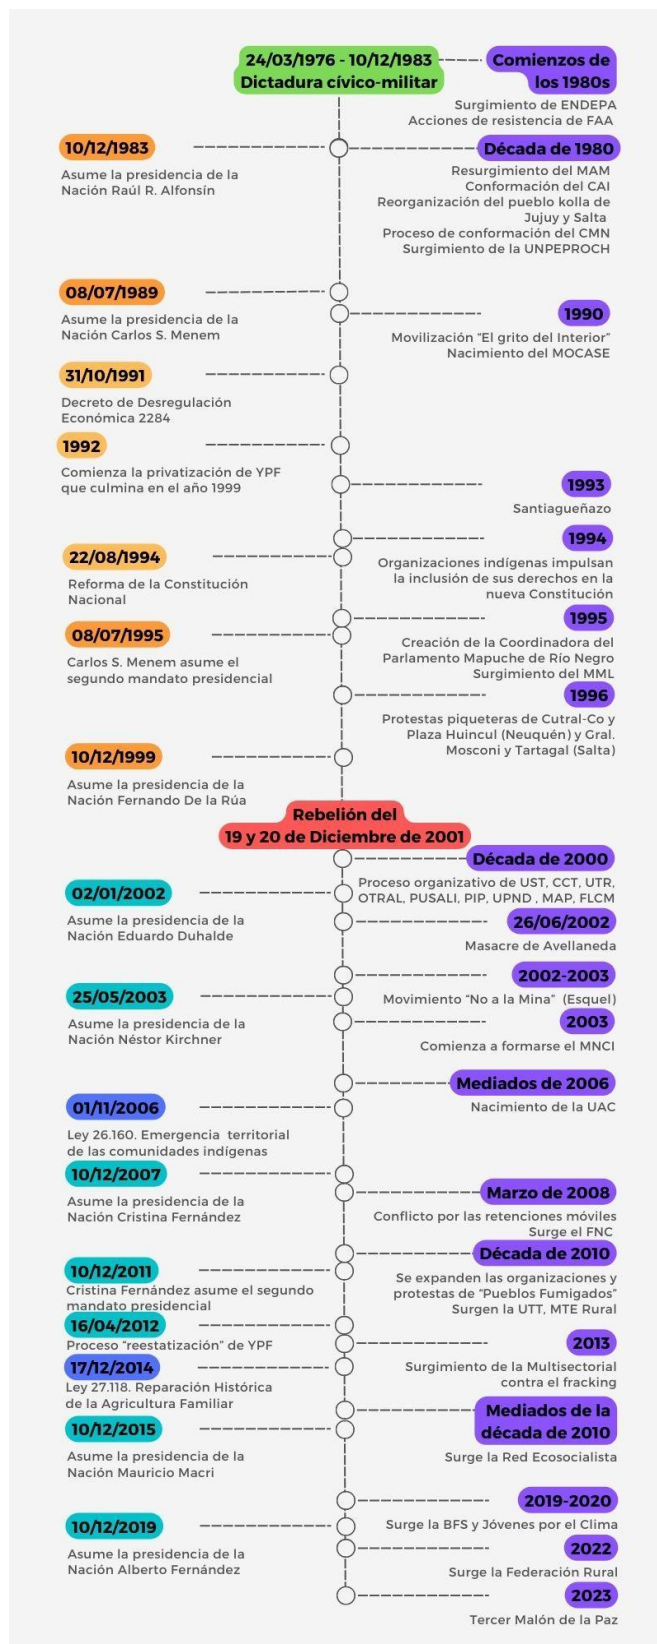 24/03/1976 - 10/12/1983
Dictadura cívico-militar
Comienzos de
los 1980s
Surgimiento de ENDEPA
Acciones de resistencia de FAA
10/12/1983
Asume la presidencia de la
Nación Raúl R. Alfonsín
Década de 1980
Resurgimiento del MAM
Conformación del CAI
Reorganización del pueblo kolla de
Jujuy y Salta
Proceso de conformación del CMN
Surgimiento de la UNPEPROCH
08/07/1989
Asume la presidencia de la
Nación Carlos S. Menem
1990
Movilización "El grito del Interior"
Nacimiento del MOCASE
31/10/1991
Decreto de Desregulación
Económica 2284
1992
Comienza la privatización de YPF
que culmina en el año 1999
1993
Santiagueñazo
1994
Organizaciones indígenas impulsan
la inclusión de sus derechos en la
nueva Constitución
22/08/1994
Reforma de la Constitución
Nacional
1995
Creación de la Coordinadora del
Parlamento Mapuche de Río Negro
Surgimiento del MML
08/07/1995
Carlos S. Menem asume el
segundo mandato presidencial
1996
Protestas piqueteras de Cutral-Co y
Plaza Huincul (Neuquén) y Gral.
Mosconi y Tartagal (Salta)
10/12/1999
Asume la presidencia de la
Nación Fernando De la Rúa
Rebelión del
19 y 20 de Diciembre de 2001
Década de 2000
Proceso organizativo de UST, CCT, UTR,
OTRAL, PUSALI, PIP, UPND , MAP, FLCM
02/01/2002
Asume la presidencia de la
Nación Eduardo Duhalde
26/06/2002
Masacre de Avellaneda
2002-2003
Movimiento "No a la Mina" (Esquel)
25/05/2003
Asume la presidencia de la
Nación Néstor Kirchner
2003
Comienza a formarse el MNCI
Mediados de 2006
Nacimiento de la UAC
01/11/2006
Ley 26.160. Emergencia territorial
de las comunidades indígenas
10/12/2007
Asume la presidencia de la
Nación Cristina Fernández
Marzo de 2008
Conflicto por las retenciones móviles
Surge el FNC
Década de 2010
Se expanden las organizaciones y
protestas de "Pueblos Fumigados"
Surgen la UTT, MTE Rural
10/12/2011
Cristina Fernández asume el segundo
mandato presidencial
16/04/2012
Proceso "reestatización" de YPF
2013
Surgimiento de la Multisectorial
contra el fracking
17/12/2014
Ley 27.118. Reparación Histórica
de la Agricultura Familiar
Mediados de la
década de 2010
Surge la Red Ecosocialista
10/12/2015
Asume la presidencia de la
Nación Mauricio Macri
2019-2020
Surge la BFS y Jóvenes por el Clima
10/12/2019
Asume la presidencia de la
Nación Alberto Fernández
2022
Surge la Federación Rural
2023
Tercer Malón de la Paz